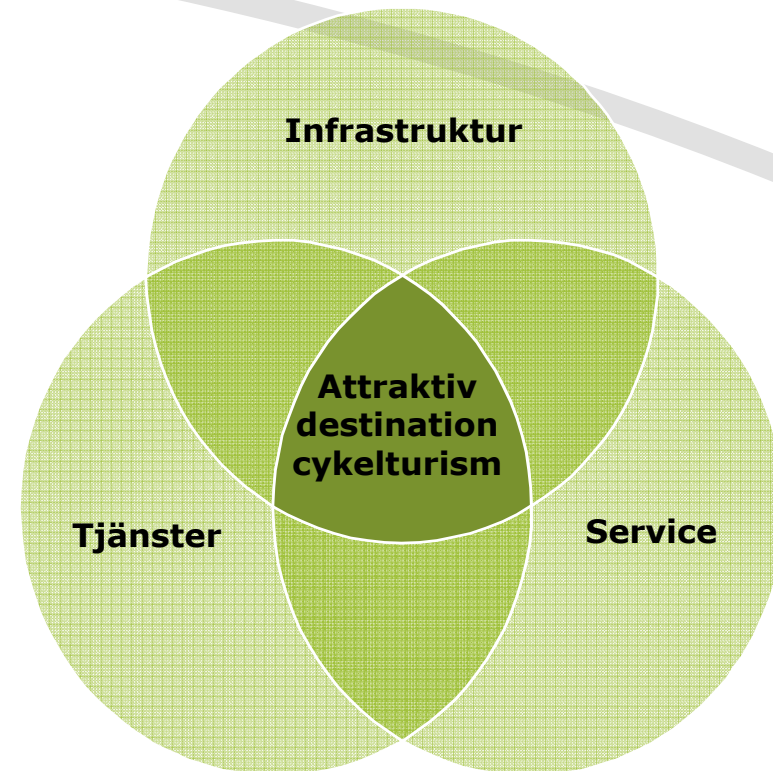 Infrastruktur
Attraktiv
destination
cykelturism
Tjänster
Service